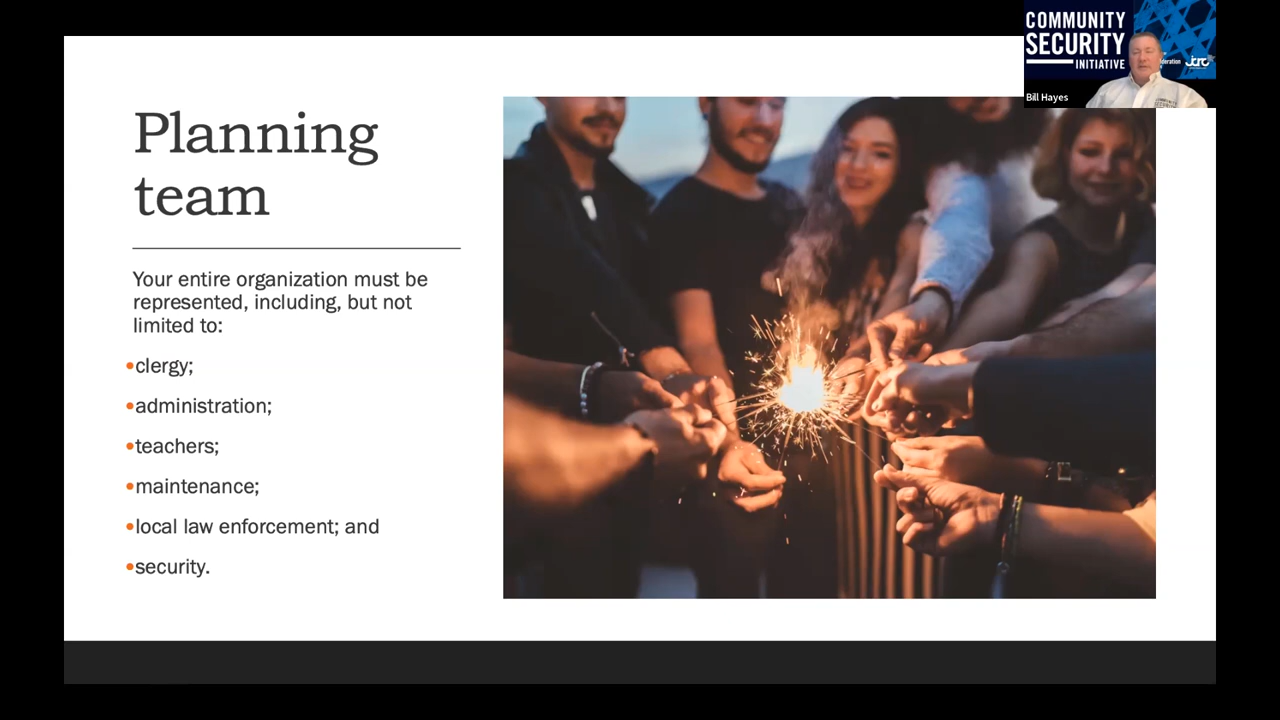 COMMUNITY
SECURITY
INITIATIVE
jcrc
Bill Hayes
Planning
team
Your entire organization must be
represented, including, but not
limited to:
•clergy;
•administration;
•teachers;
•maintenance;
•local law enforcement; and
•security.